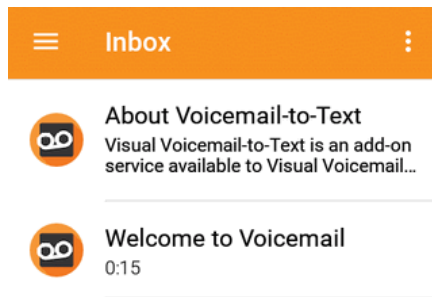 Inbox
About Voicemail-to-Text
Visual Voicemail-to-Text is an add-on
service available to Visual Voicemail...
Welcome to Voicemail
0:15